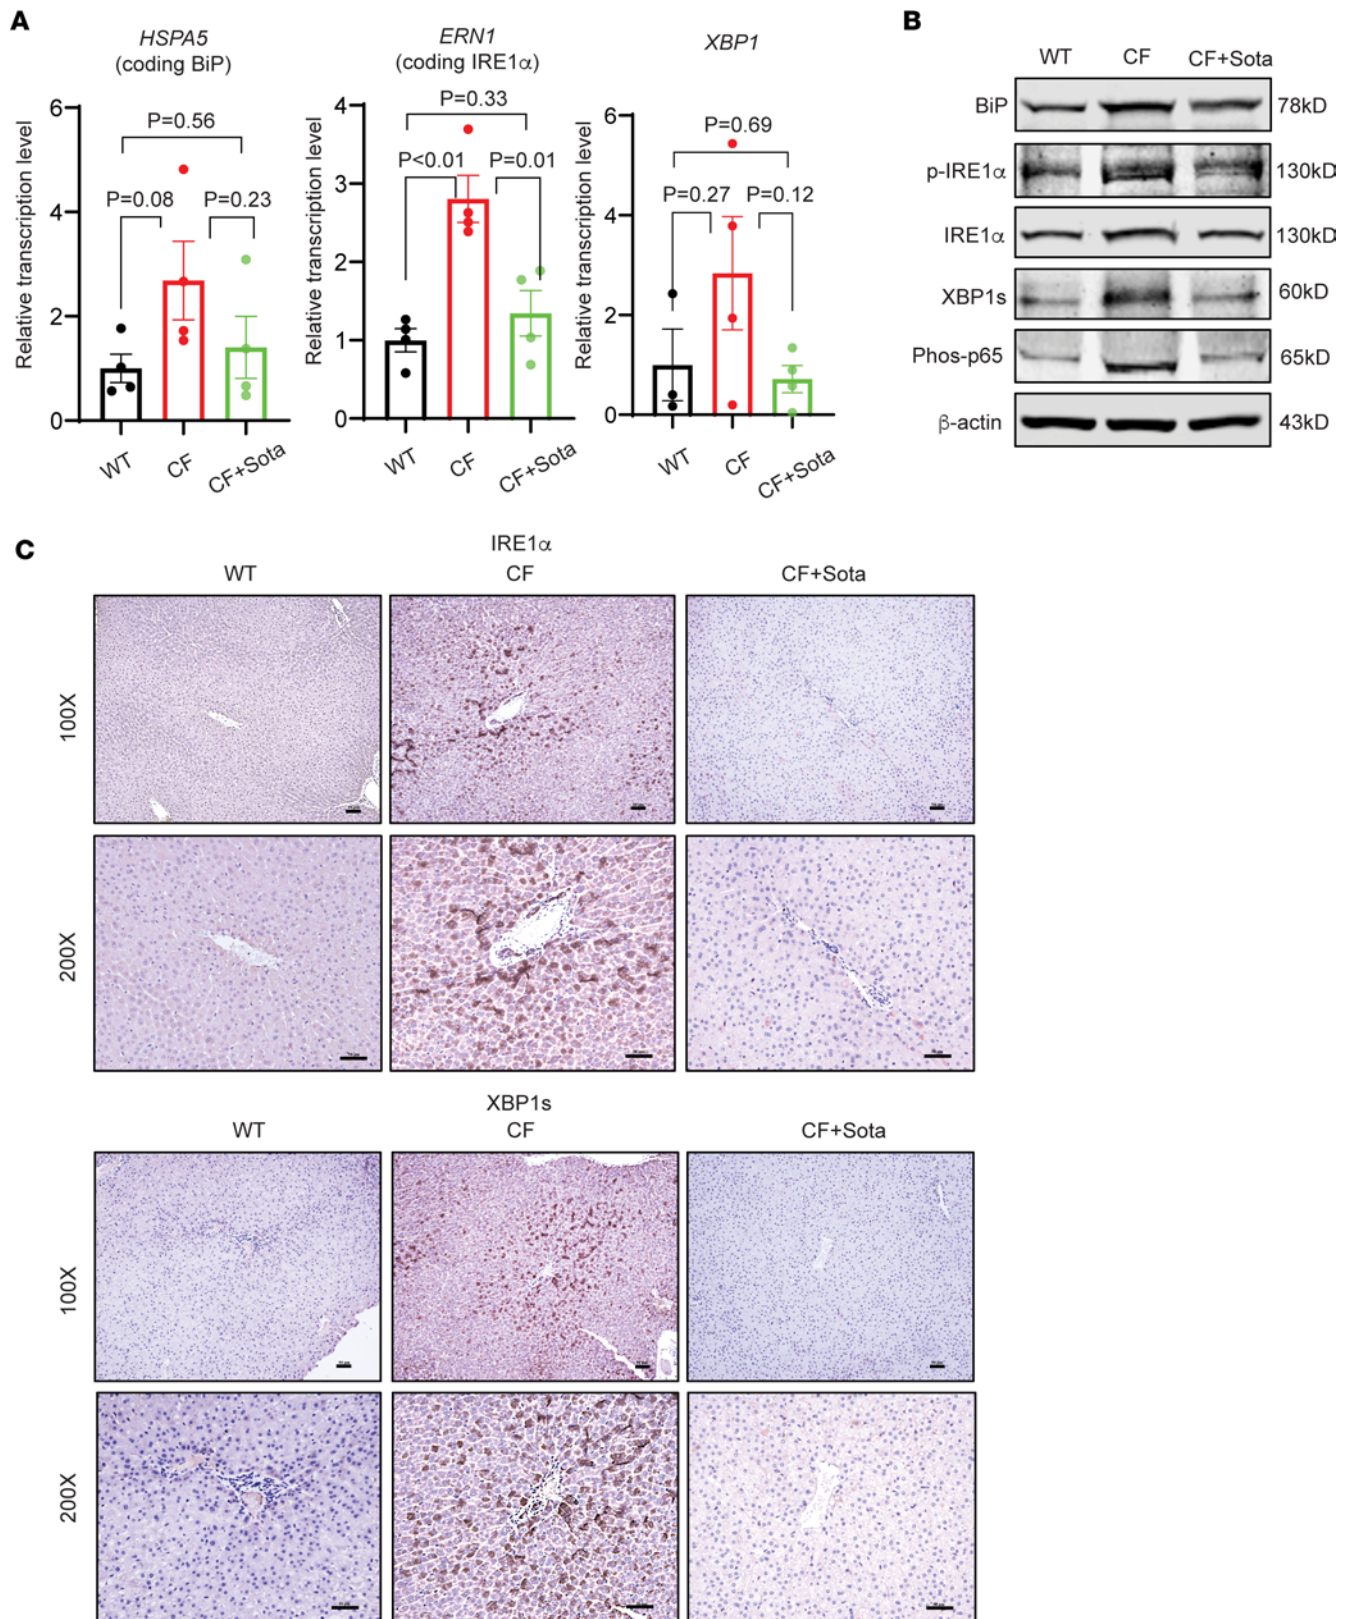 A
HSPA5
(coding BiP)
Relative transcription level
6
4
2
0
P=0.56
P=0.08
P=0.23
WT
CF
CF+Sota
ERN1
(coding IRE1α)
Relative transcription level
4
3
2
1
0
P=0.33
P<0.01
P=0.01
WT
CF
CF+Sota
XBP1
Relative transcription level
6
4
2
0
P=0.69
P=0.27
P=0.12
WT
CF
CF+Sota
B
WT CF CF+Sota
BiP 78kD
p-IRE1α 130kD
IRE1α 130kD
XBP1s 60kD
Phos-p65 65kD
β-actin 43kD
C
IRE1α
WT CF CF+Sota
100X
200X
XBP1s
WT CF CF+Sota
100X
200X